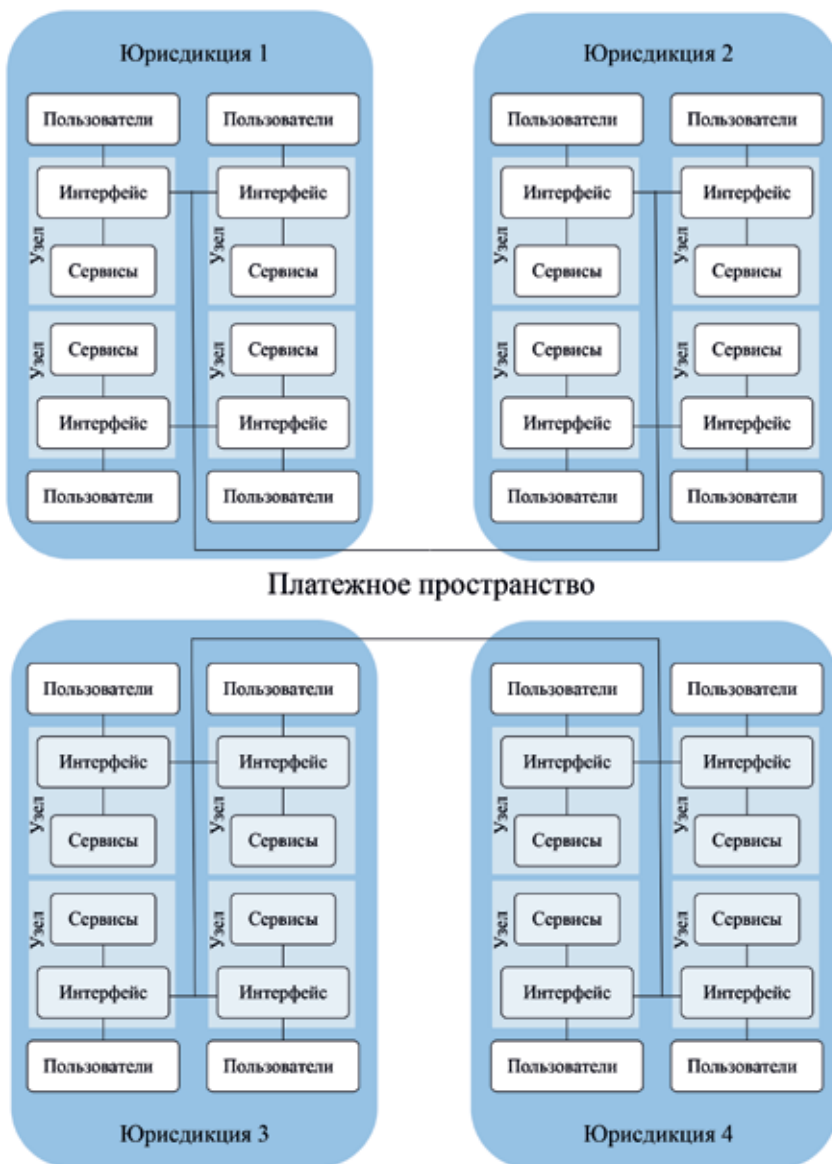 Юрисдикция 1
Юрисдикция 2
Пользователи
Пользователи
Пользователи
Пользователи
Интерфейс
Интерфейс
Интерфейс
Интерфейс
Узел
Узел
Узел
Узел
Сервисы
Сервисы
Сервисы
Сервисы
Узел
Узел
Узел
Узел
Сервисы
Сервисы
Сервисы
Сервисы
Интерфейс
Интерфейс
Интерфейс
Интерфейс
Пользователи
Пользователи
Пользователи
Пользователи
Платежное пространство
Пользователи
Пользователи
Пользователи
Пользователи
Интерфейс
Интерфейс
Интерфейс
Интерфейс
Узел
Узел
Узел
Узел
Сервисы
Сервисы
Сервисы
Сервисы
Узел
Узел
Узел
Узел
Сервисы
Сервисы
Сервисы
Сервисы
Интерфейс
Интерфейс
Интерфейс
Интерфейс
Пользователи
Пользователи
Пользователи
Пользователи
Юрисдикция 3
Юрисдикция 4